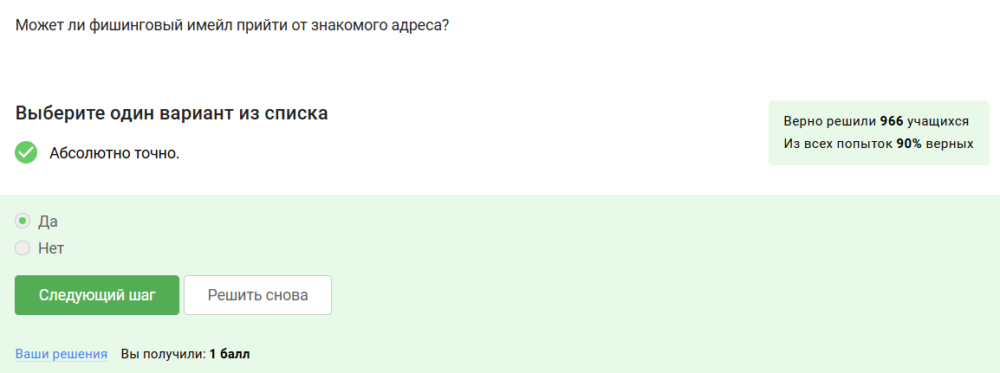 Может ли фишинговый имейл прийти от знакомого адреса?
Выберите один вариант из списка
Абсолютно точно.
Верно решили 966 учащихся
Из всех попыток 90% верных
Да
Нет
Следующий шаг
Решить снова
Ваши решения Вы получили: 1 балл